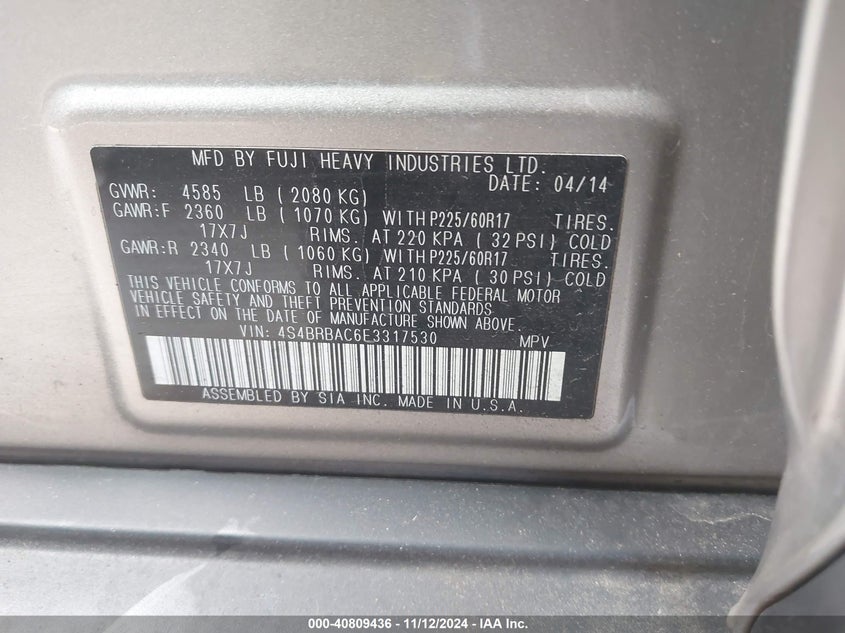 MFD BY FUJI HEAVY INDUSTRIES LTD.
DATE: 04/14
GVWR: 4585 LB ( 2080 KG)
GAWR:F 2360 LB ( 1070 KG) WITH P225/60R17 TIRES.
17X7J RIMS. AT 220 KPA ( 32 PSI) COLD
GAWR:R 2340 LB ( 1060 KG) WITH P225/60R17 TIRES.
17X7J RIMS. AT 210 KPA ( 30 PSI) COLD
THIS VEHICLE CONFORMS TO ALL APPLICABLE FEDERAL MOTOR
VEHICLE SAFETY AND THEFT PREVENTION STANDARDS
IN EFFECT ON THE DATE OF MANUFACTURE SHOWN ABOVE.
VIN: 4S4BRBAC6E3317530 MPV
ASSEMBLED BY SIA INC. MADE IN U.S.A.
000-40809436 - 11/12/2024 - IAA Inc.